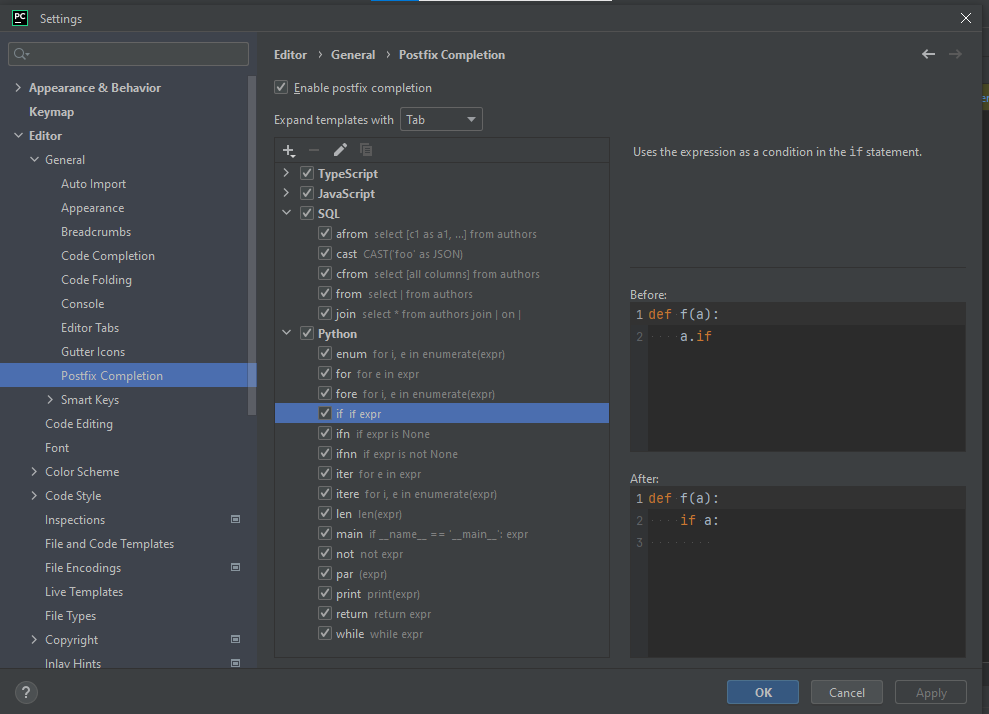 PC Settings
Appearance & Behavior
Keymap
Editor
General
Auto Import
Appearance
Breadcrumbs
Code Completion
Code Folding
Console
Editor Tabs
Gutter Icons
Postfix Completion
Smart Keys
Code Editing
Font
Color Scheme
Code Style
Inspections
File and Code Templates
File Encodings
Live Templates
File Types
Copyright
Inlay Hints
Editor › General › Postfix Completion
Enable postfix completion
Expand templates with Tab
TypeScript
JavaScript
SQL
afrom select [c1 as a1, ...] from authors
cast CAST('foo' as JSON)
cfrom select [all columns] from authors
from select | from authors
join select * from authors join | on |
Python
enum for i, e in enumerate(expr)
for for e in expr
fore for i, e in enumerate(expr)
if if expr
ifn if expr is None
ifnn if expr is not None
iter for e in expr
itere for i, e in enumerate(expr)
len len(expr)
main if __name__ == '__main__': expr
not not expr
par (expr)
print print(expr)
return return expr
while while expr
Uses the expression as a condition in the if statement.
Before:
1 def f(a):
2 a.if
After:
1 def f(a):
2 if a:
3
?
OK Cancel Apply